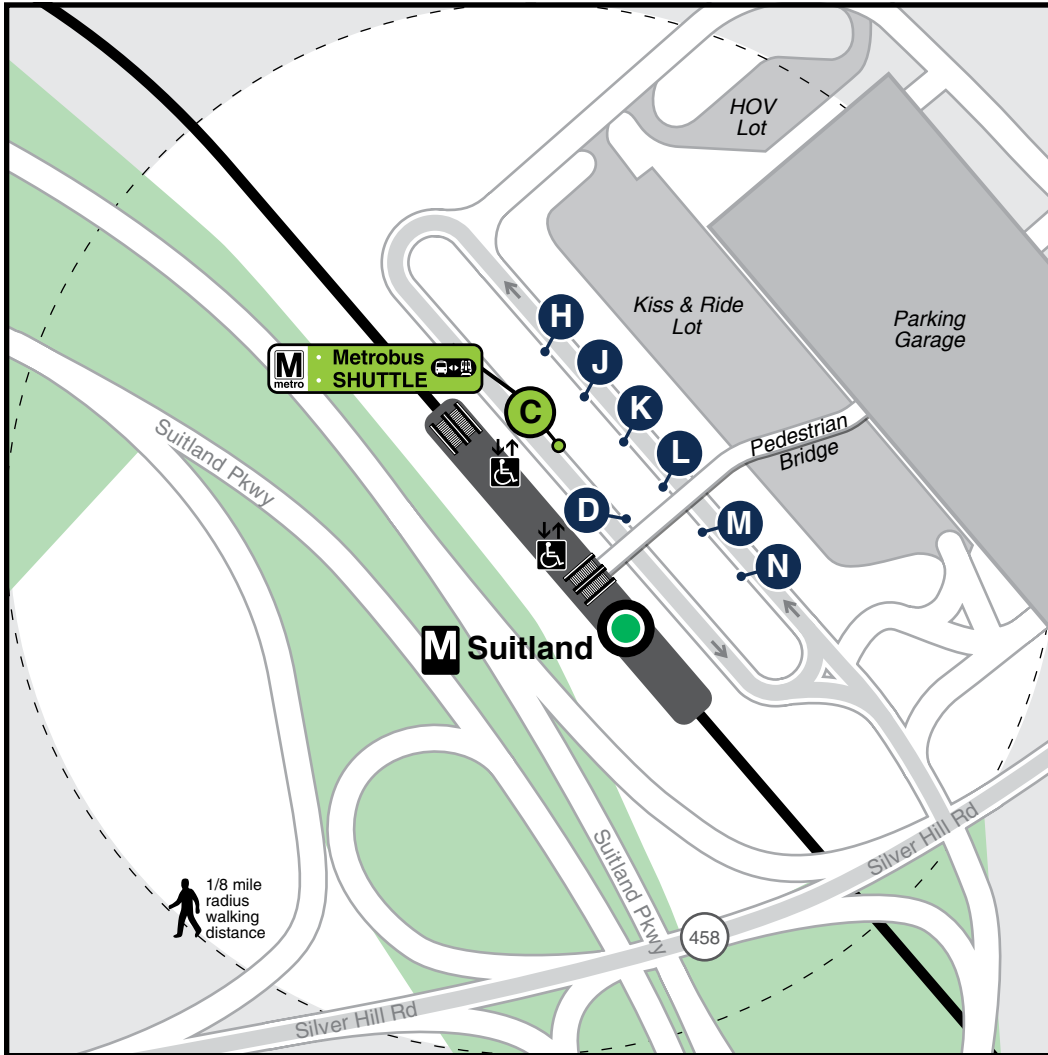 HOV
Lot
Kiss & Ride
Lot
Parking
Garage
H
J
K
L
M
metro
· Metrobus
· SHUTTLE
C
Pedestrian
Bridge
D
M
N
Suitland Pkwy
M Suitland
Suitland Pkwy
Silver Hill Rd
458
1/8 mile
radius
walking
distance
Silver Hill Rd